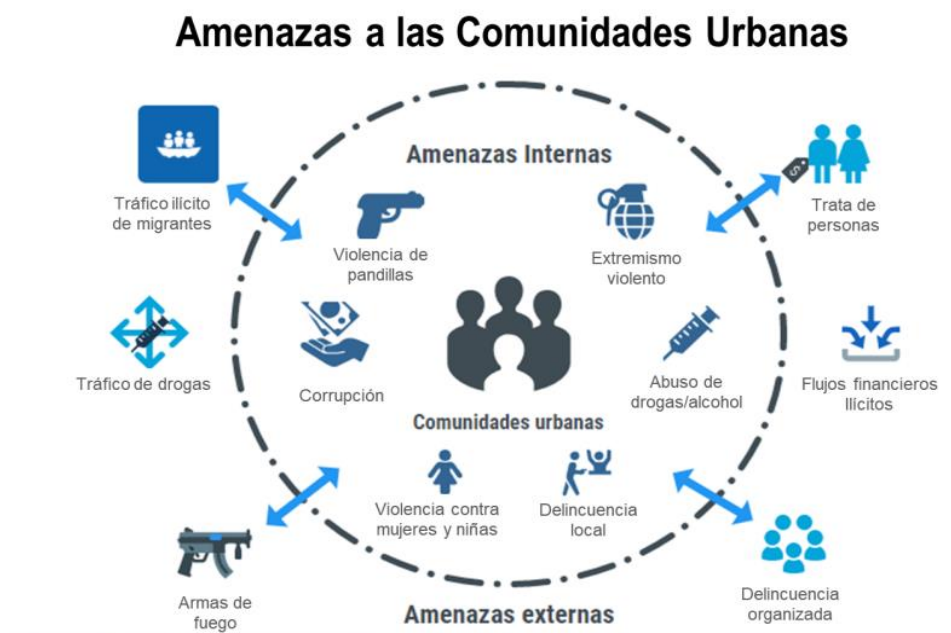 Amenazas a las Comunidades Urbanas
Amenazas Internas
Tráfico ilícito
de migrantes
Trata de
personas
Violencia de
pandillas
Extremismo
violento
Tráfico de drogas
Corrupción
Abuso de
drogas/alcohol
Flujos financieros
Ilícitos
Comunidades urbanas
Violencia contra
mujeres y niñas
Delincuencia
local
Armas de
fuego
Amenazas externas
Delincuencia
organizada